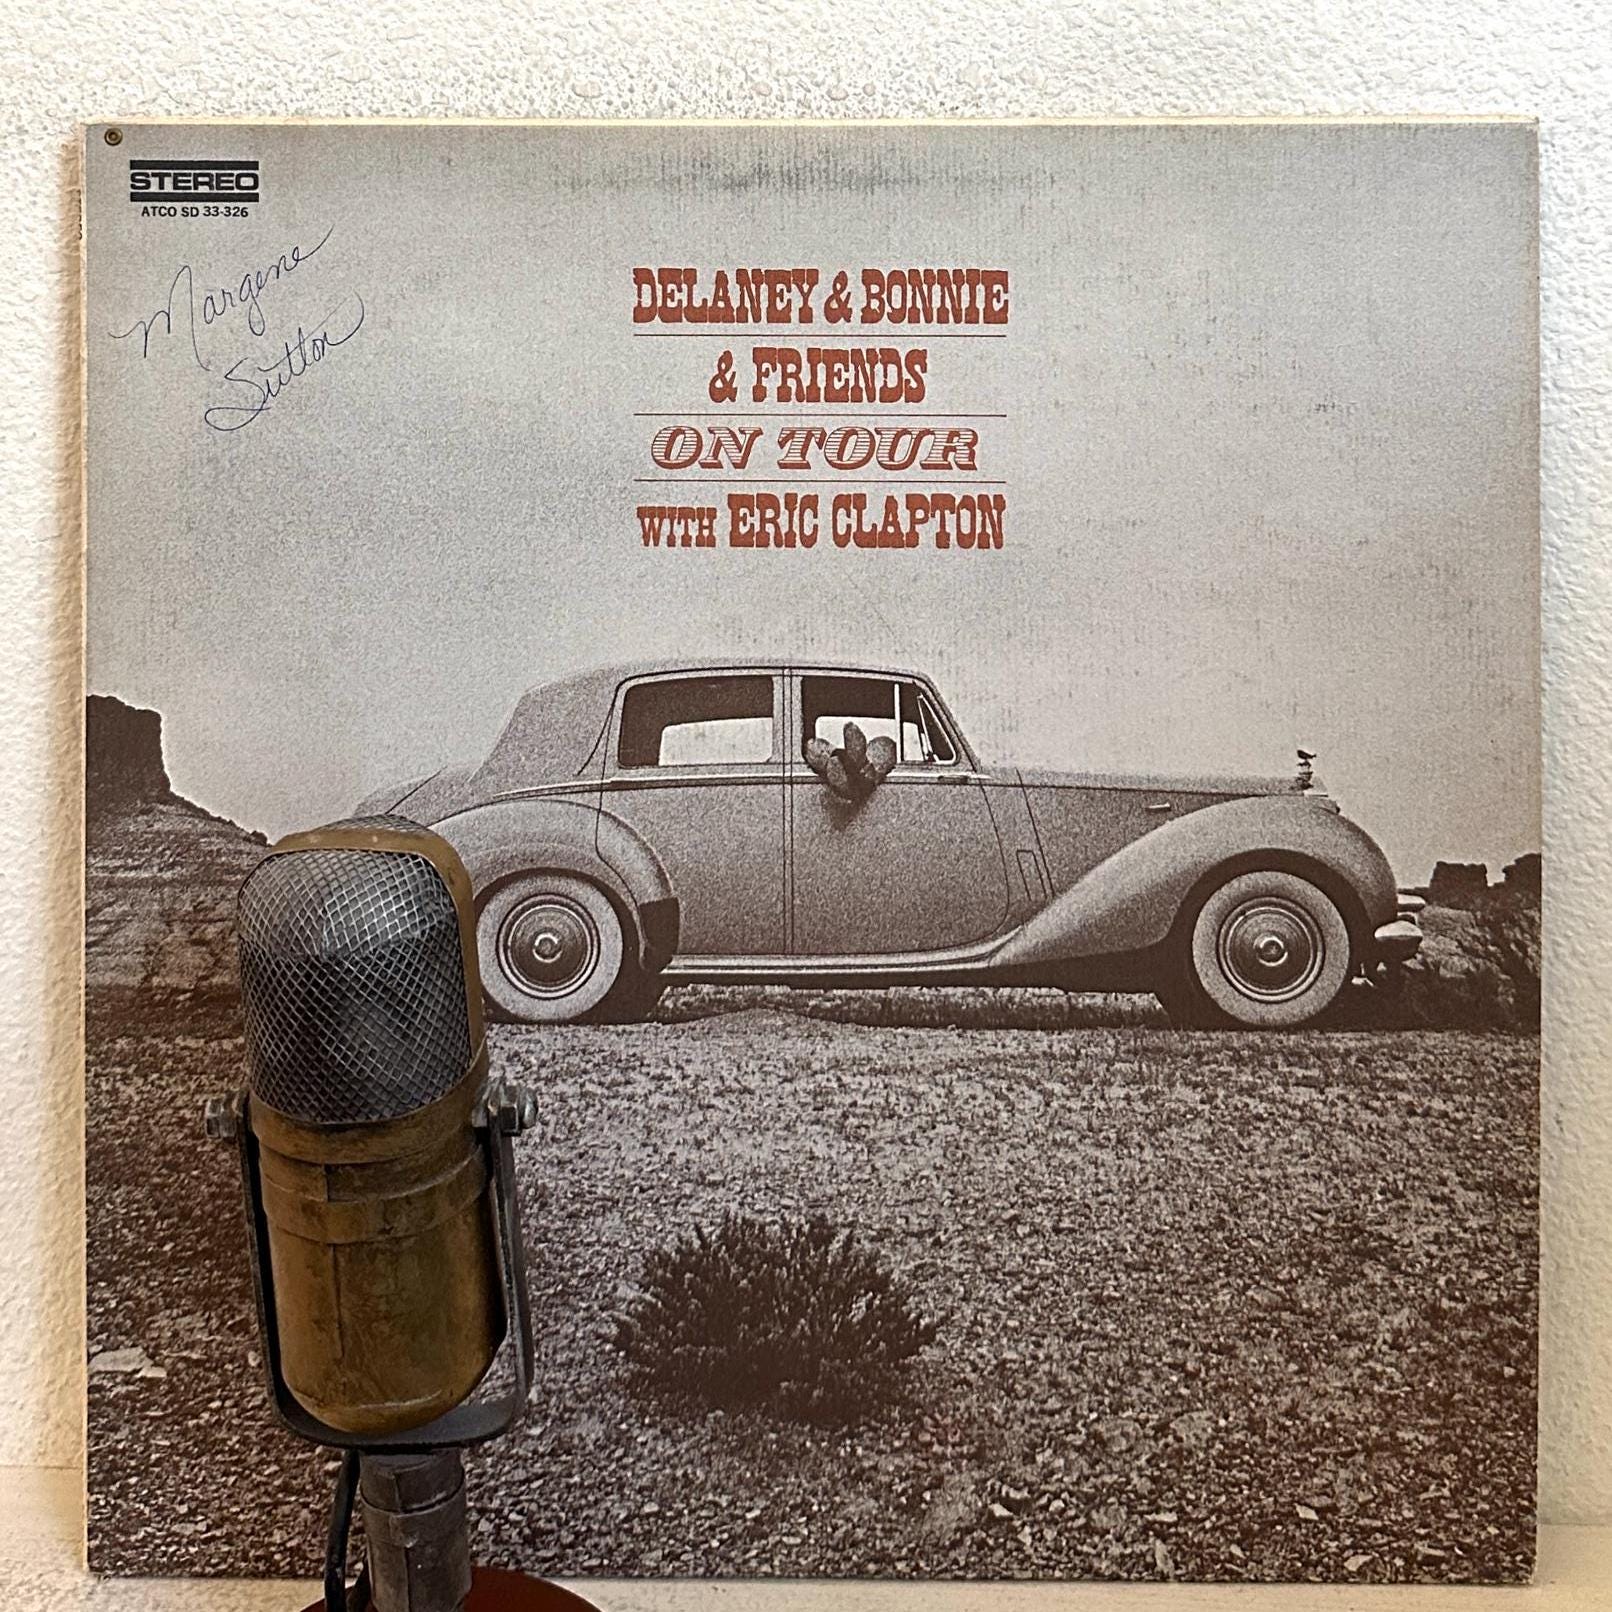 STEREO
ATCO SD 33-326
Margene
Sutton
DELANEY & BONNIE
& FRIENDS
ON TOUR
WITH ERIC CLAPTON